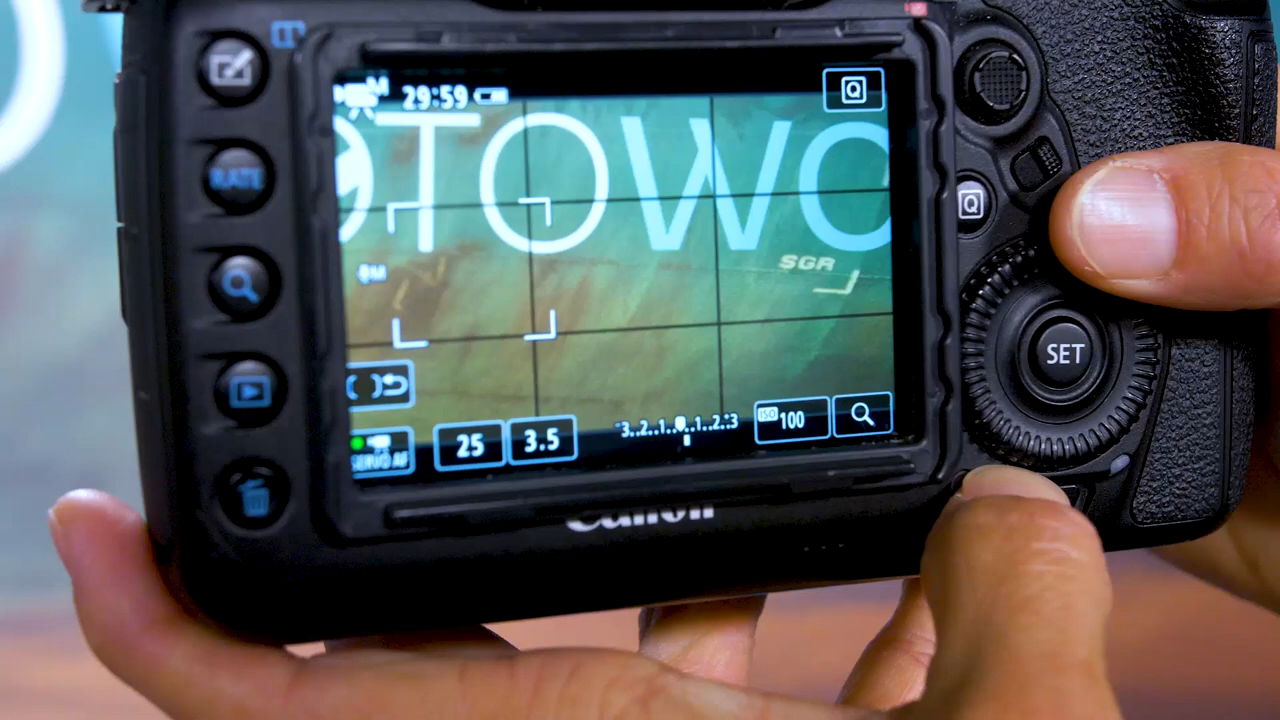 M
29:59
Q
OTOWO
SGR
SERVO AF
25
3.5
-3..2..1..0..1..2..+3
ISO 100
RATE
Q
SET
Canon